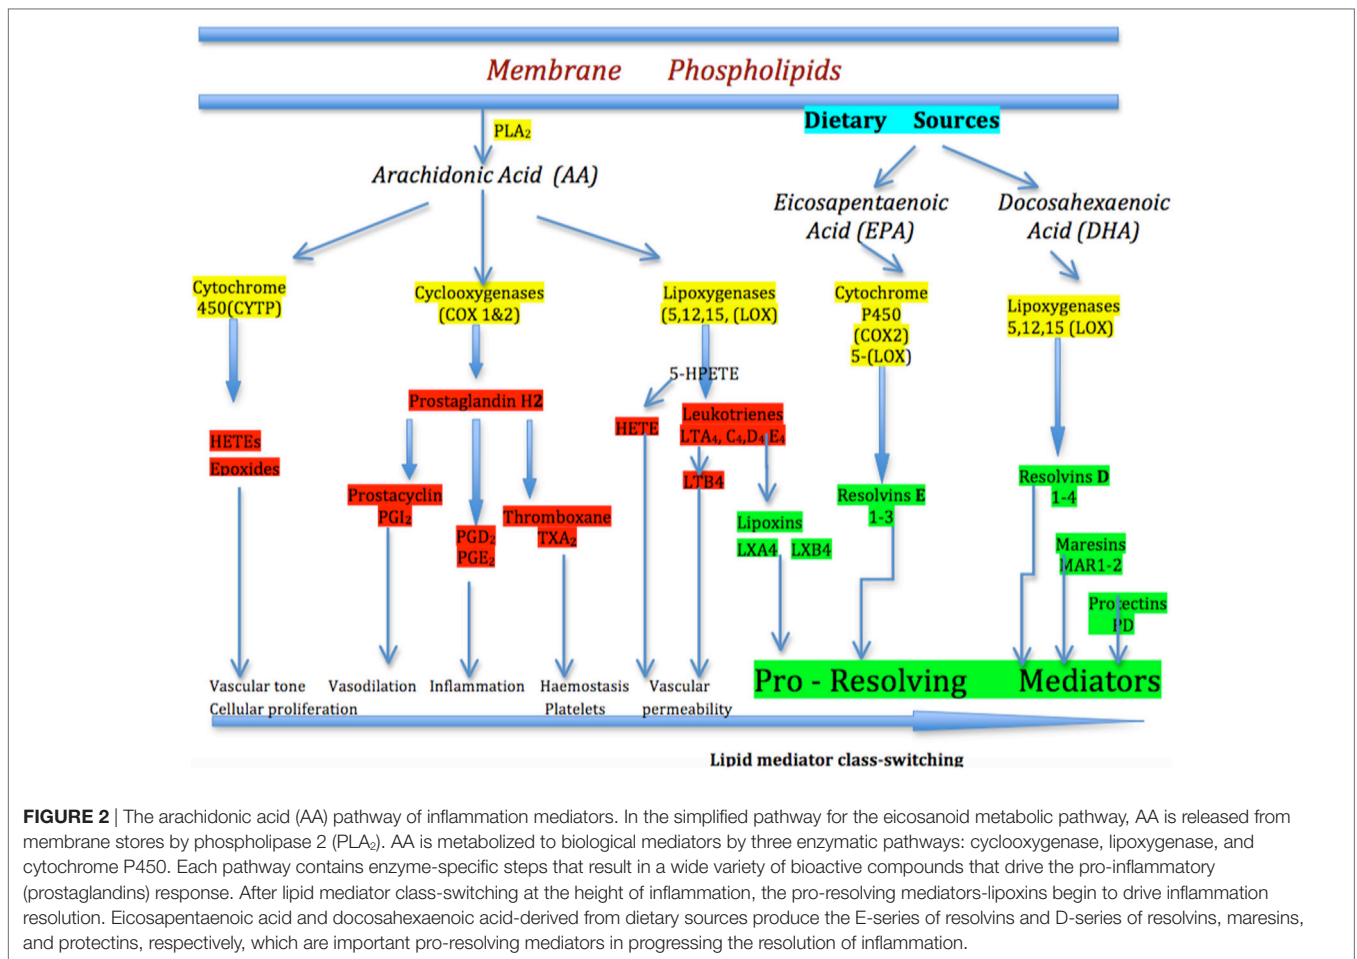 Membrane Phospholipids
Dietary Sources
PLA₂
Arachidonic Acid (AA)
Eicosapentaenoic
Acid (EPA)
Docosahexaenoic
Acid (DHA)
Cytochrome
450(CYTP)
Cyclooxygenases
(COX 1&2)
Lipoxygenases
(5,12,15, (LOX)
Cytochrome
P450
(COX2)
5-(LOX)
Lipoxygenases
5,12,15 (LOX)
5-HPETE
Prostaglandin H2
HETE
Leukotrienes
LTA₄, C₄,D₄ E₄
HETEs
Epoxides
LTB4
Prostacyclin
PGI₂
PGD₂
PGE₂
Thromboxane
TXA₂
Lipoxins
LXA4 LXB4
Resolvins E
1-3
Resolvins D
1-4
Maresins
MAR1-2
Protectins
PD
Pro - Resolving Mediators
Vascular tone
Cellular proliferation
Vasodilation
Inflammation
Haemostasis
Platelets
Vascular
permeability
Lipid mediator class-switching
FIGURE 2 | The arachidonic acid (AA) pathway of inflammation mediators. In the simplified pathway for the eicosanoid metabolic pathway, AA is released from
membrane stores by phospholipase 2 (PLA₂). AA is metabolized to biological mediators by three enzymatic pathways: cyclooxygenase, lipoxygenase, and
cytochrome P450. Each pathway contains enzyme-specific steps that result in a wide variety of bioactive compounds that drive the pro-inflammatory
(prostaglandins) response. After lipid mediator class-switching at the height of inflammation, the pro-resolving mediators-lipoxins begin to drive inflammation
resolution. Eicosapentaenoic acid and docosahexaenoic acid-derived from dietary sources produce the E-series of resolvins and D-series of resolvins, maresins,
and protectins, respectively, which are important pro-resolving mediators in progressing the resolution of inflammation.